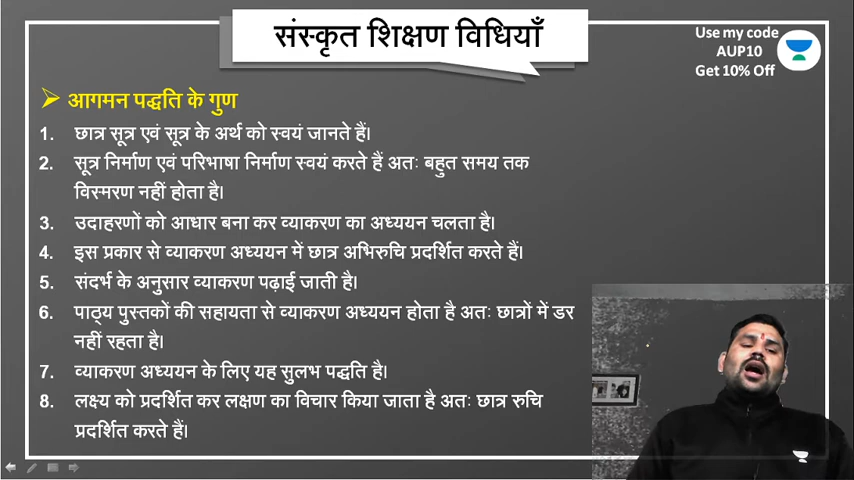 संस्कृत शिक्षण विधियाँ
Use my code
AUP10
Get 10% Off
आगमन पद्धति के गुण
1. छात्र सूत्र एवं सूत्र के अर्थ को स्वयं जानते हैं।
2. सूत्र निर्माण एवं परिभाषा निर्माण स्वयं करते हैं अतः बहुत समय तक
विस्मरण नहीं होता है।
3. उदाहरणों को आधार बना कर व्याकरण का अध्ययन चलता है।
4. इस प्रकार से व्याकरण अध्ययन में छात्र अभिरुचि प्रदर्शित करते हैं।
5. संदर्भ के अनुसार व्याकरण पढ़ाई जाती है।
6. पाठ्य पुस्तकों की सहायता से व्याकरण अध्ययन होता है अतः छात्रों में डर
नहीं रहता है।
7. व्याकरण अध्ययन के लिए यह सुलभ पद्धति है।
8. लक्ष्य को प्रदर्शित कर लक्षण का विचार किया जाता है अतः छात्र रुचि
प्रदर्शित करते हैं।